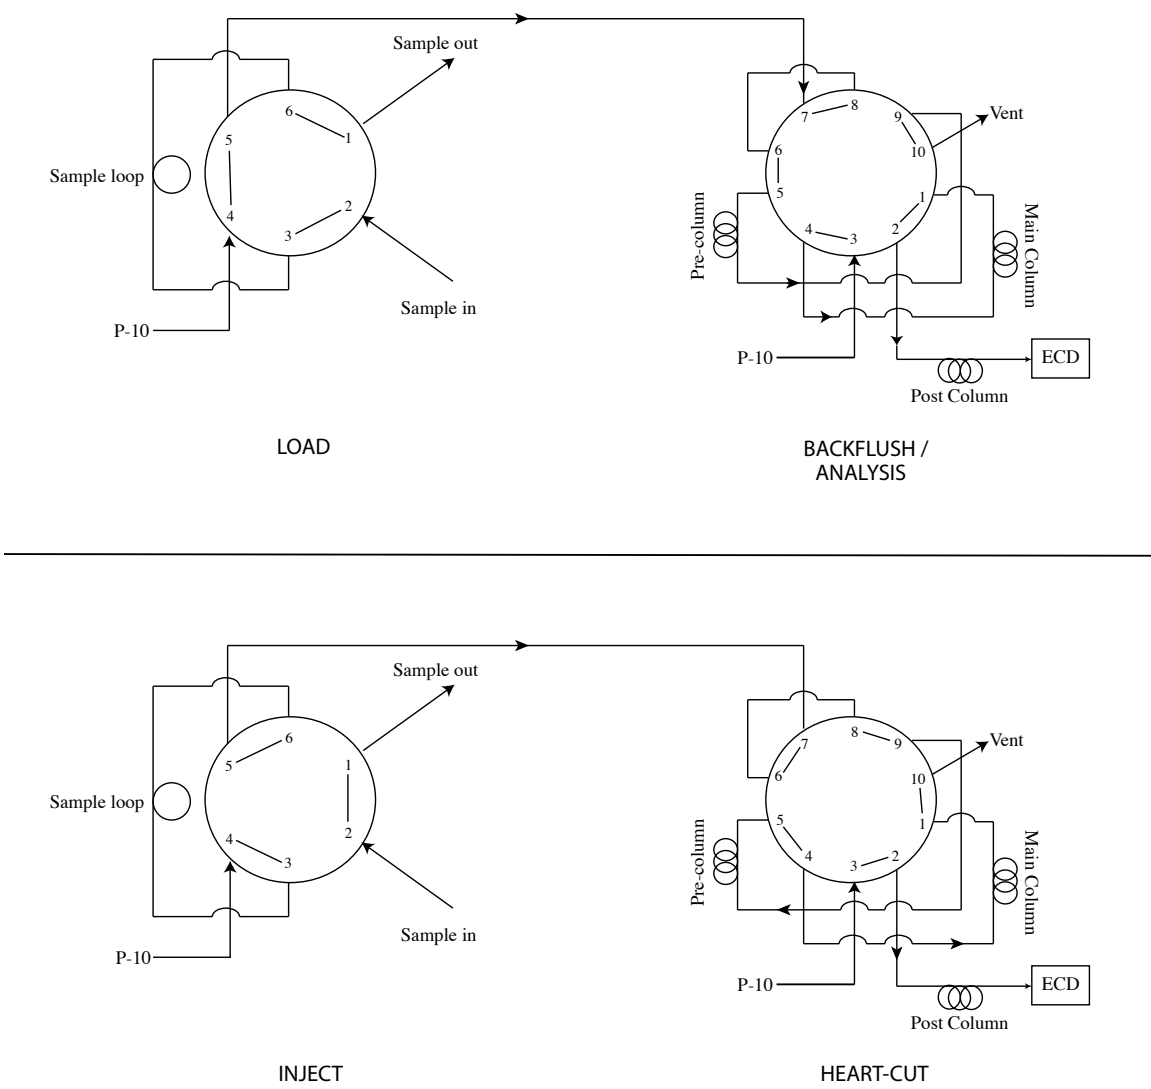 Sample out
6
1
5
Sample loop
4
2
3
Sample in
P-10
LOAD
7
8
9
Vent
10
6
5
1
2
4
3
Pre-column
Main Column
P-10
ECD
Post Column
BACKFLUSH /
ANALYSIS
Sample out
6
5
1
Sample loop
4
3
2
Sample in
P-10
INJECT
8
7
9
Vent
6
10
5
1
4
3
2
Pre-column
Main Column
P-10
ECD
Post Column
HEART-CUT